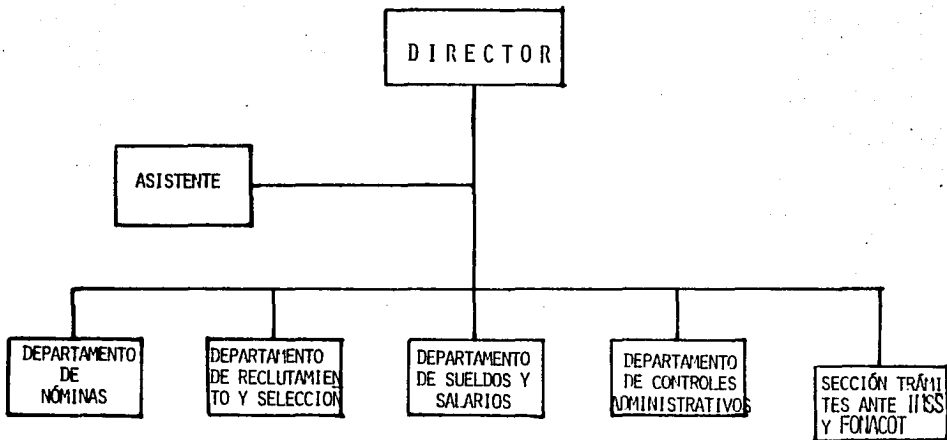 DIRECTOR
ASISTENTE
DEPARTAMENTO
DE
NÓMINAS
DEPARTAMENTO
DE RECLUTAMIEN
TO Y SELECCION
DEPARTAMENTO
DE SUELDOS Y
SALARIOS
DEPARTAMENTO
DE CONTROLES
ADMINISTRATIVOS
SECCIÓN TRÁMI
TES ANTE IMSS
Y FONACOT